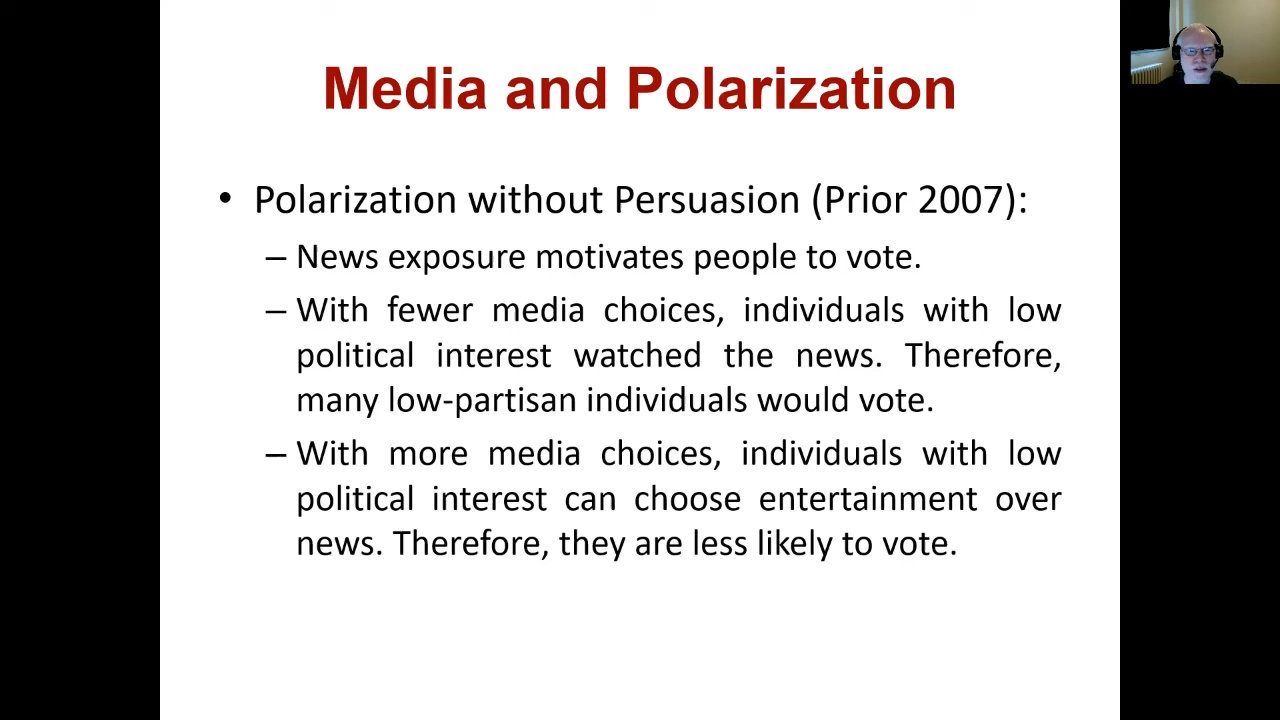 Media and Polarization
• Polarization without Persuasion (Prior 2007):
– News exposure motivates people to vote.
– With fewer media choices, individuals with low
political interest watched the news. Therefore,
many low-partisan individuals would vote.
– With more media choices, individuals with low
political interest can choose entertainment over
news. Therefore, they are less likely to vote.